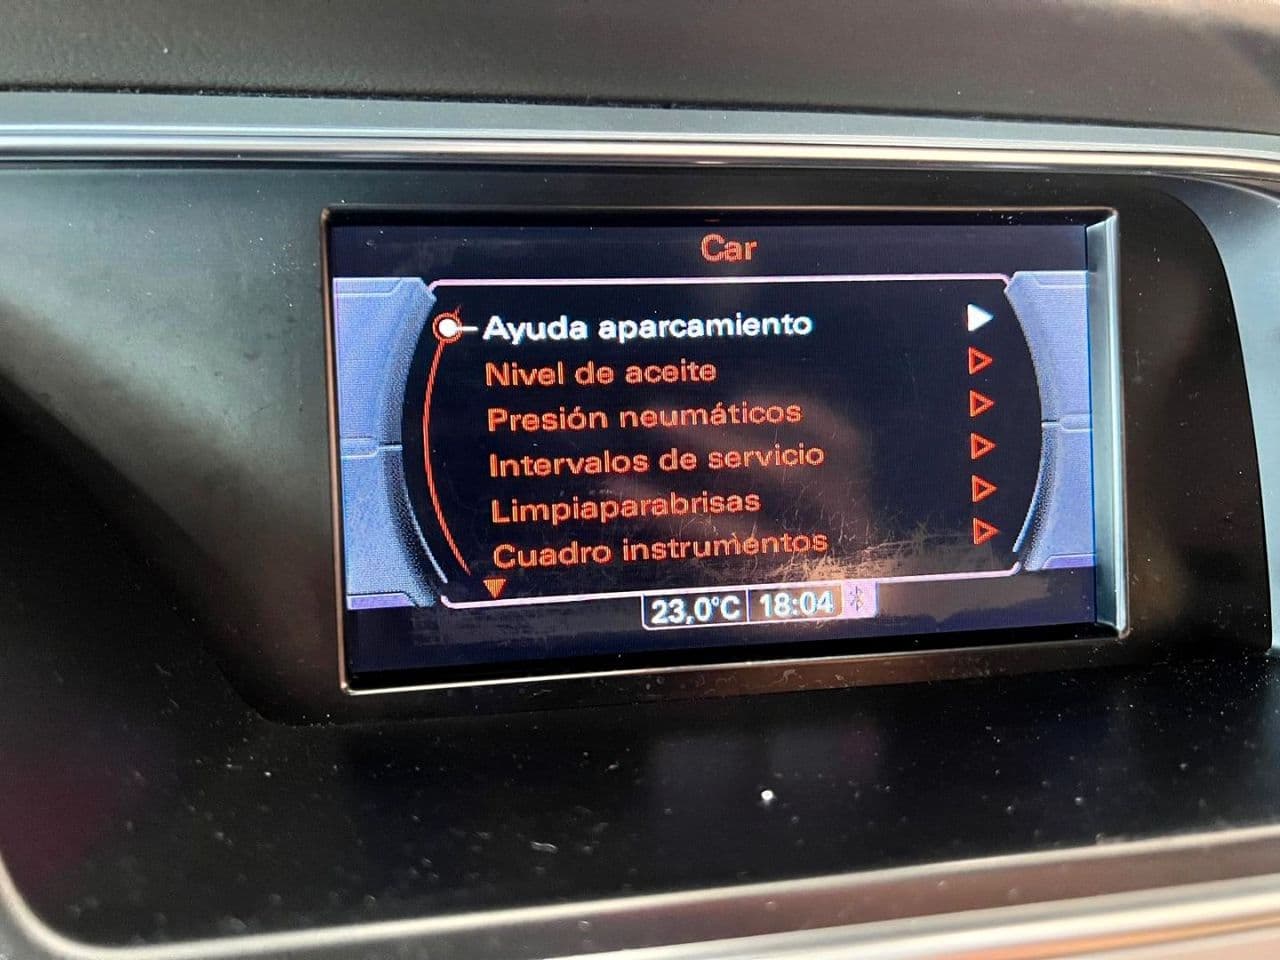 Car
Ayuda aparcamiento
Nivel de aceite
Presión neumáticos
Intervalos de servicio
Limpiaparabrisas
Cuadro instrumentos
23,0°C 18:04